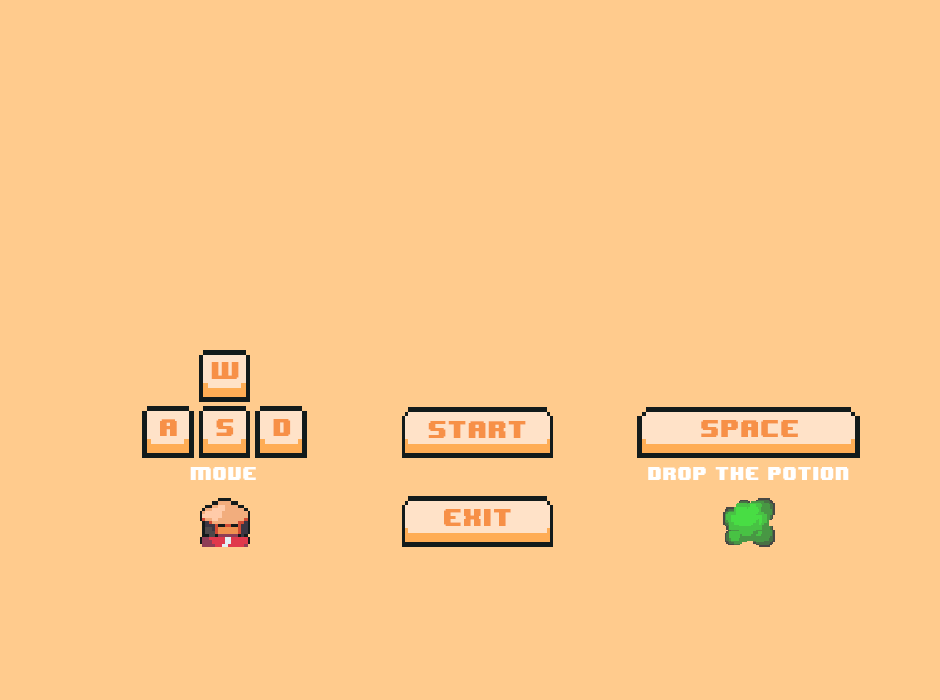 W
A S D
MOVE
START
EXIT
SPACE
DROP THE POTION